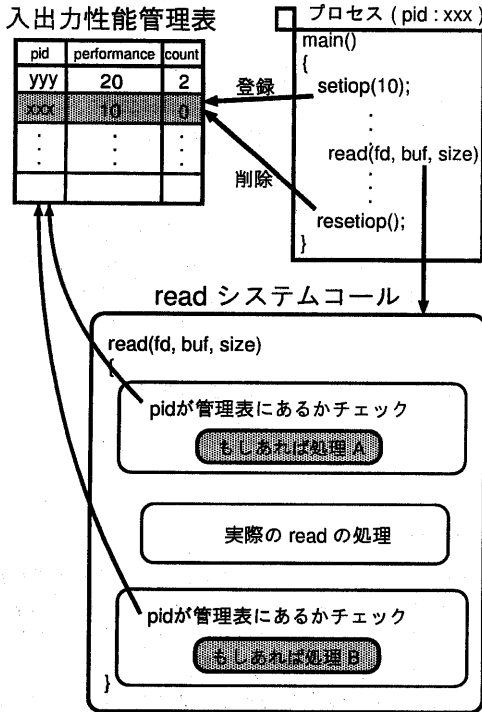 入出力性能管理表
pid performance count
yyy 20 2
xxx 10 0
プロセス ( pid : xxx )
main()
{
setiop(10);
read(fd, buf, size)
resetiop();
}
登録
削除
read システムコール
read(fd, buf, size)
{
pidが管理表にあるかチェック
もしあれば処理 A
実際の read の処理
pidが管理表にあるかチェック
もしあれば処理 B
}